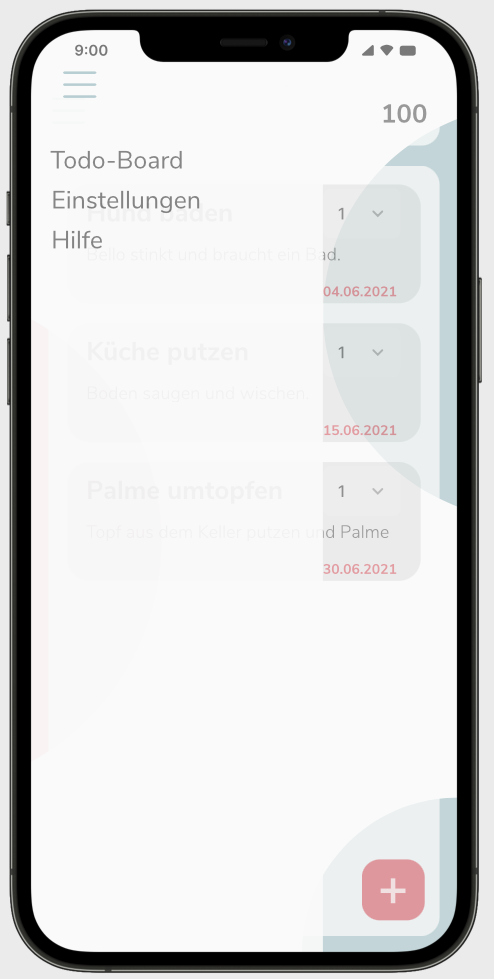 9:00
100
Todo-Board
Einstellungen
Hilfe
Hund baden 1
Bello stinkt und braucht ein Bad.
04.06.2021
Küche putzen 1
Böden saugen und wischen.
15.06.2021
Palme umtopfen 1
Topf aus dem Keller putzen und Palme
30.06.2021